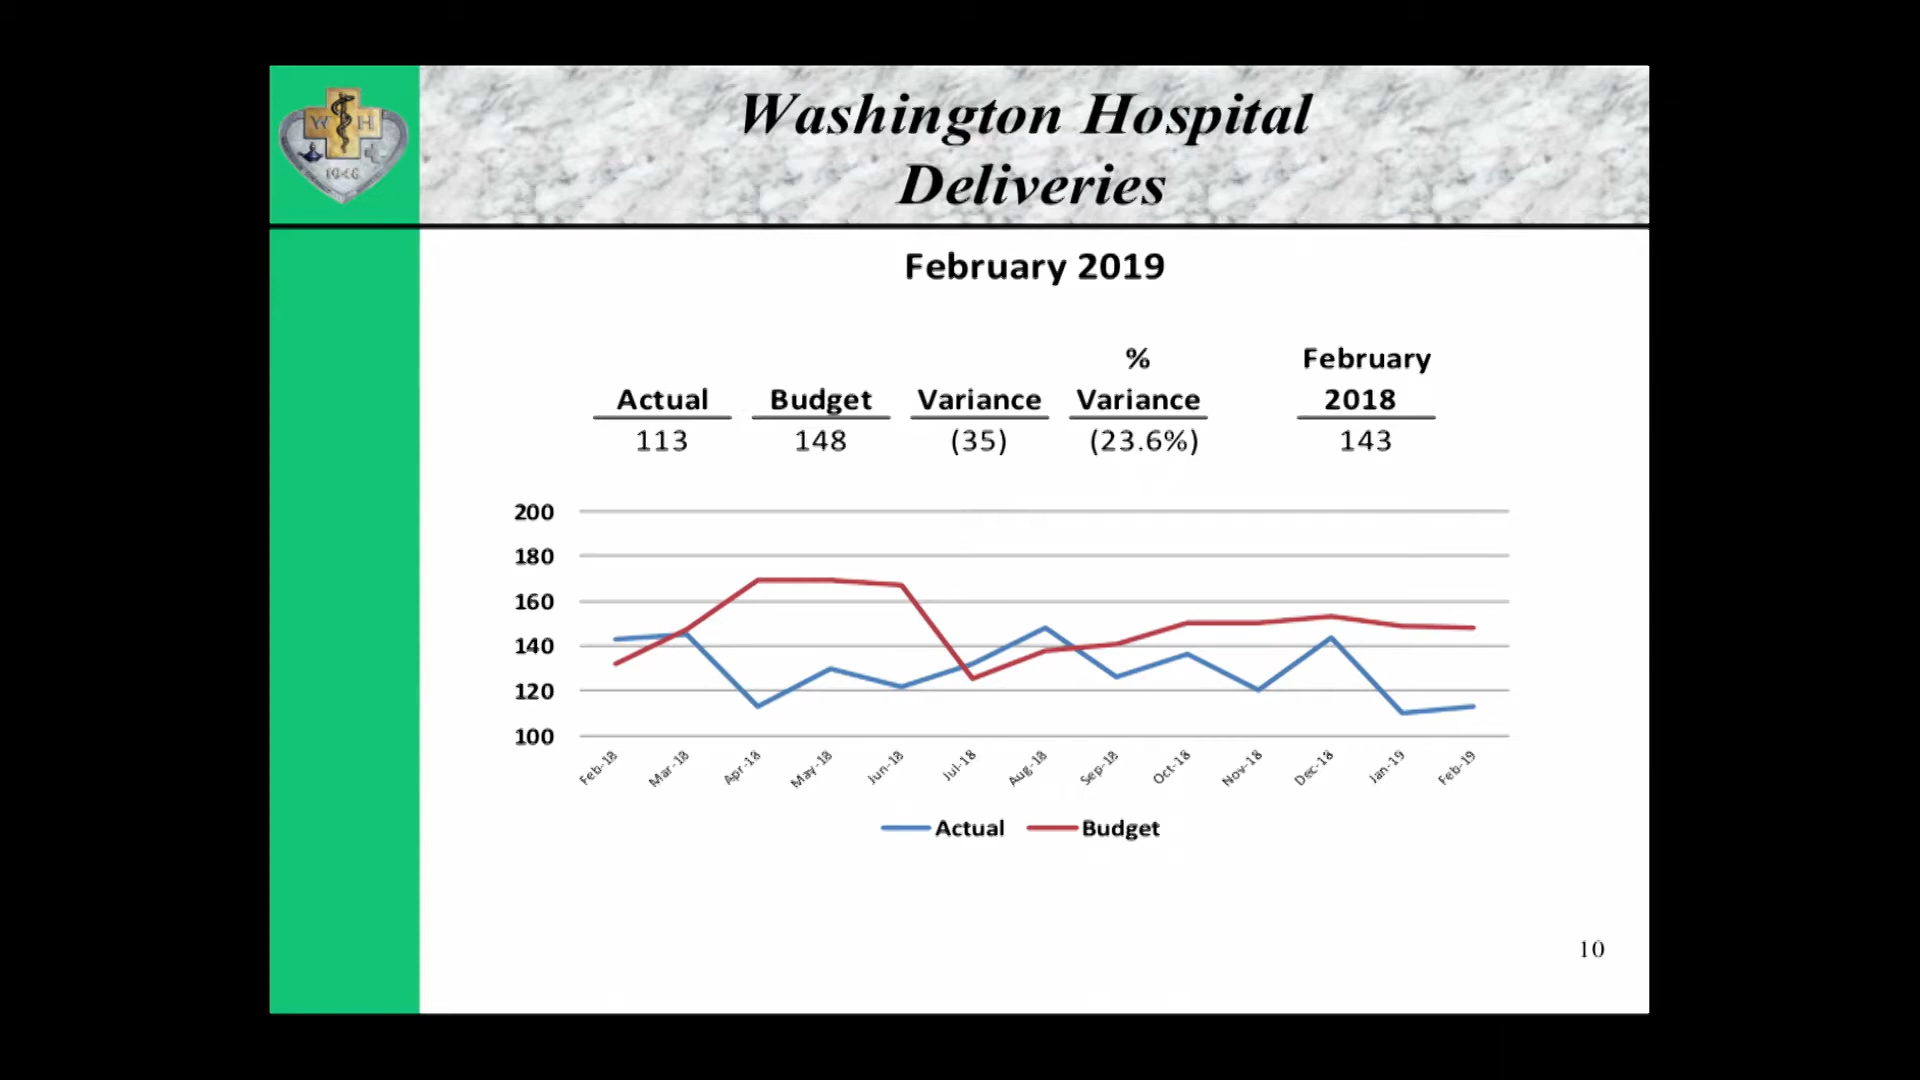 W H
1948
Washington Hospital
Deliveries
February 2019
Actual Budget Variance % Variance February 2018
113 148 (35) (23.6%) 143
200
180
160
140
120
100
Feb-18 Mar-18 Apr-18 May-18 Jun-18 Jul-18 Aug-18 Sep-18 Oct-18 Nov-18 Dec-18 Jan-19 Feb-19
Actual Budget
10